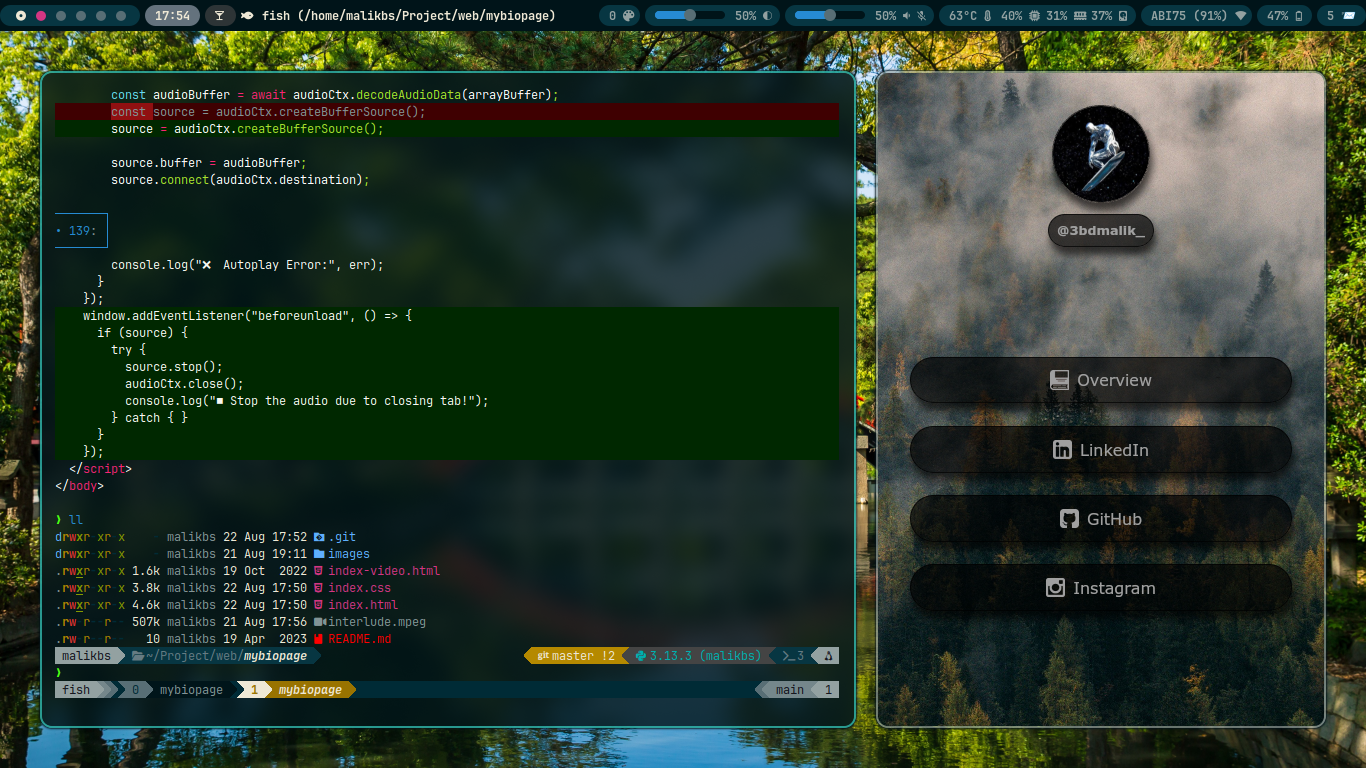 17:54 fish (/home/malikbs/Project/web/mybiopage) 0 50% 50% 63°C 40% 31% 37% ABI75 (91%) 47% 5
const audioBuffer = await audioCtx.decodeAudioData(arrayBuffer);
const source = audioCtx.createBufferSource();
source = audioCtx.createBufferSource();
source.buffer = audioBuffer;
source.connect(audioCtx.destination);
• 139:
console.log("❌ Autoplay Error:", err);
}
});
window.addEventListener("beforeunload", () => {
if (source) {
try {
source.stop();
audioCtx.close();
console.log("⏹ Stop the audio due to closing tab!");
} catch { }
}
});
</script>
</body>
❯ ll
drwxr-xr-x - malikbs 22 Aug 17:52 .git
drwxr-xr-x - malikbs 21 Aug 19:11 images
.rwxr-xr-x 1.6k malikbs 19 Oct 2022 index-video.html
.rwxr-xr-x 3.8k malikbs 22 Aug 17:50 index.css
.rwxr-xr-x 4.6k malikbs 22 Aug 17:50 index.html
.rw-r--r-- 507k malikbs 21 Aug 17:56 interlude.mpeg
.rw-r--r-- 10 malikbs 19 Apr 2023 README.md
malikbs ~/Project/web/mybiopage git master !2 3.13.3 (malikbs) 3
❯
fish 0 mybiopage 1 mybiopage main 1
@3bdmalik_
Overview
LinkedIn
GitHub
Instagram